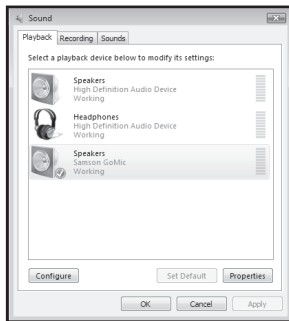 Sound
Playback Recording Sounds
Select a playback device below to modify its settings:
Speakers
High Definition Audio Device
Working
Headphones
High Definition Audio Device
Working
Speakers
Samson GoMic
Working
Configure Set Default Properties
OK Cancel Apply